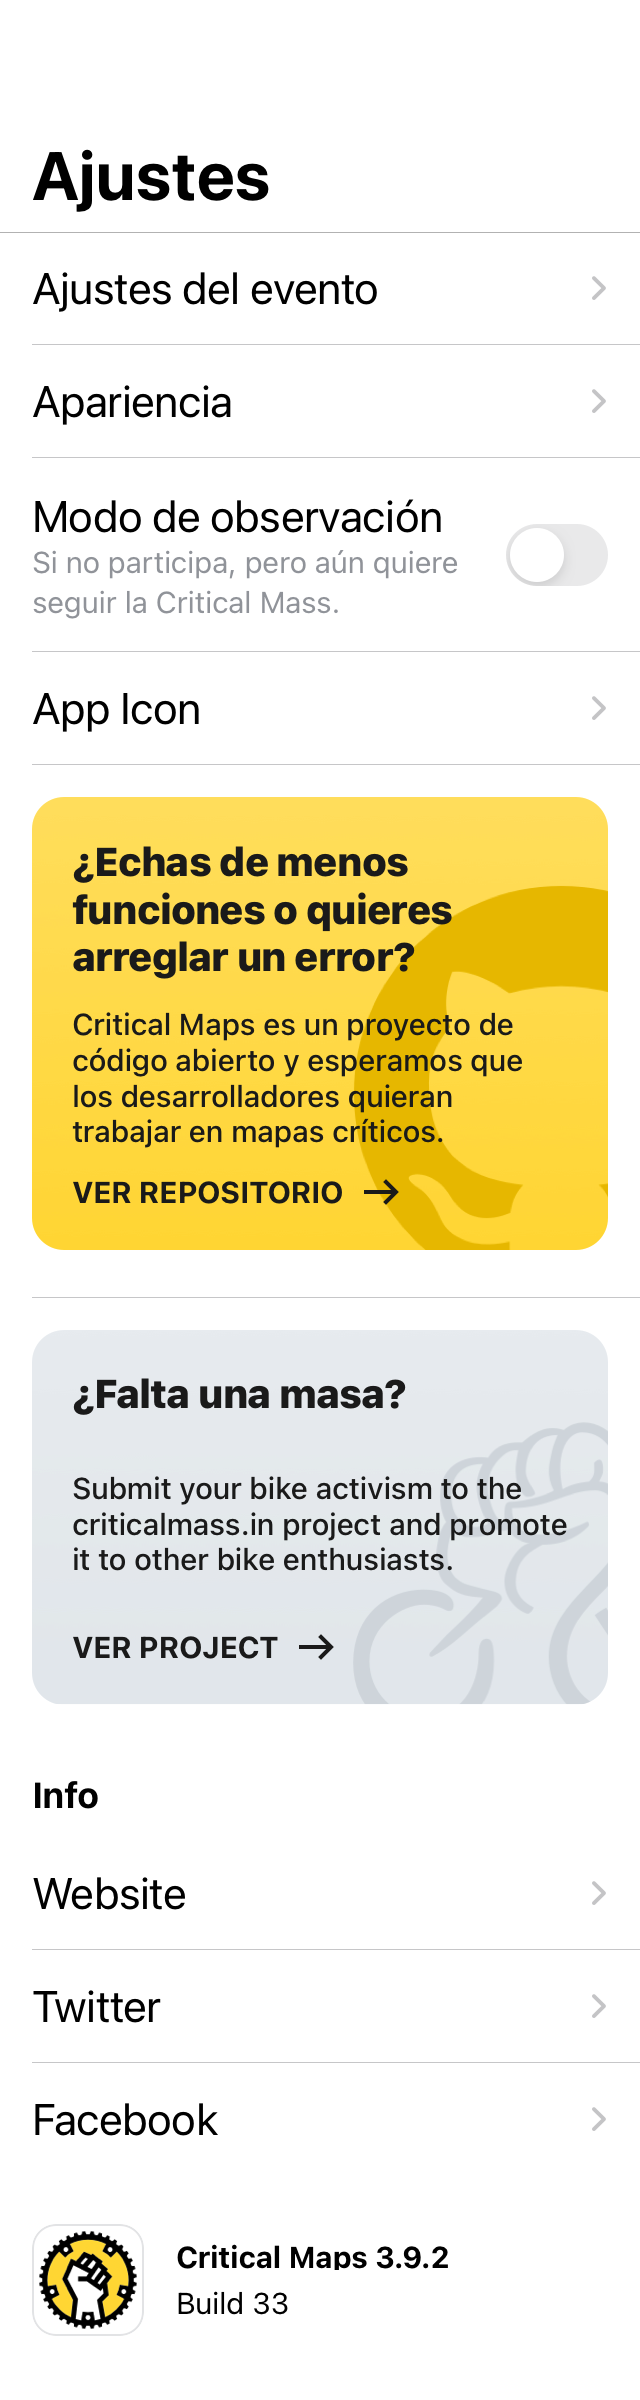 Ajustes
Ajustes del evento
Apariencia
Modo de observación
Si no participa, pero aún quiere
seguir la Critical Mass.
App Icon
¿Echas de menos
funciones o quieres
arreglar un error?
Critical Maps es un proyecto de
código abierto y esperamos que
los desarrolladores quieran
trabajar en mapas críticos.
VER REPOSITORIO
¿Falta una masa?
Submit your bike activism to the
criticalmass.in project and promote
it to other bike enthusiasts.
VER PROJECT
Info
Website
Twitter
Facebook
Critical Maps 3.9.2
Build 33